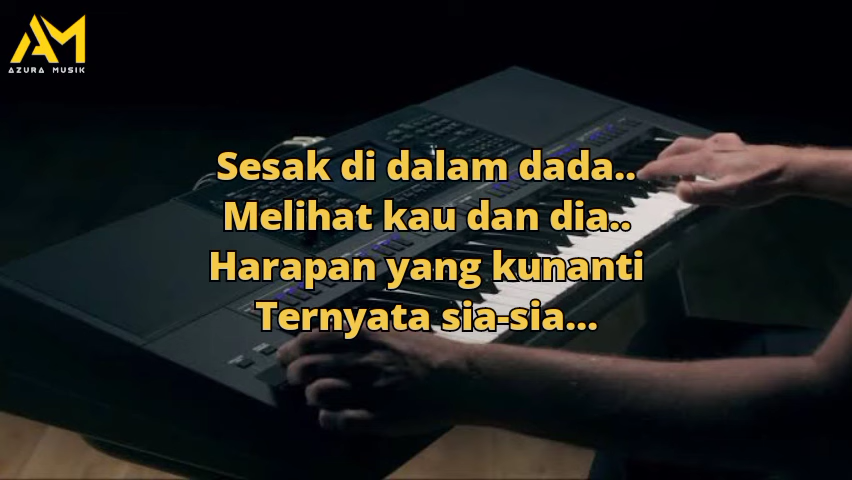 AM
AZURA MUSIK
Sesak di dalam dada..
Melihat kau dan dia..
Harapan yang kunanti
Ternyata sia-sia...